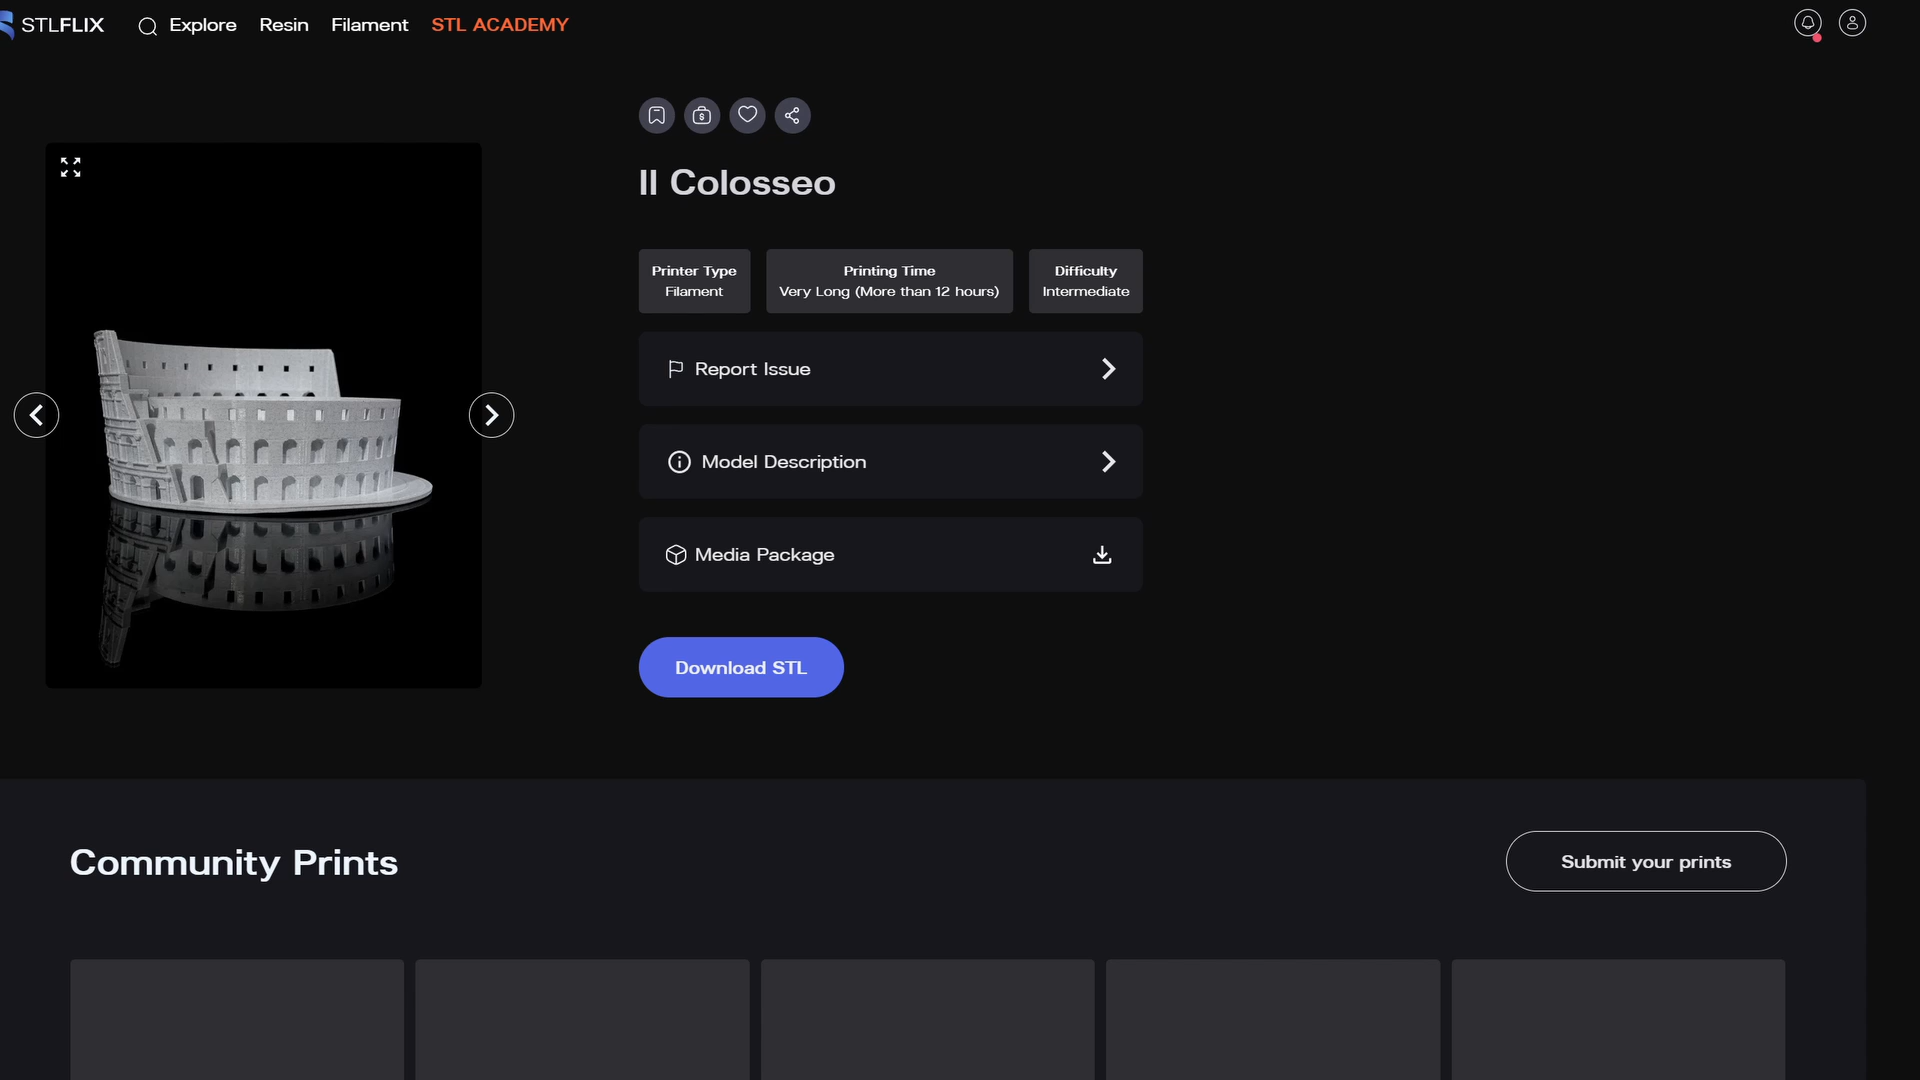 STLFLIX
Explore
Resin
Filament
STL ACADEMY
Il Colosseo
Printer Type
Filament
Printing Time
Very Long (More than 12 hours)
Difficulty
Intermediate
Report Issue
Model Description
Media Package
Download STL
Community Prints
Submit your prints